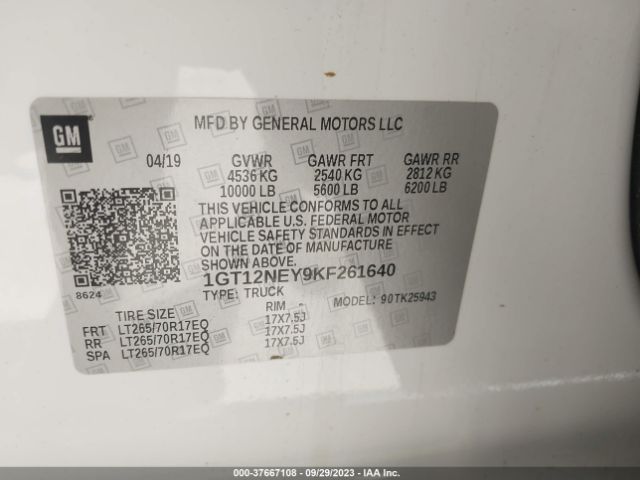 GM
MFD BY GENERAL MOTORS LLC
04/19 GVWR GAWR FRT GAWR RR
4536 KG 2540 KG 2812 KG
10000 LB 5600 LB 6200 LB
THIS VEHICLE CONFORMS TO ALL
APPLICABLE U.S. FEDERAL MOTOR
VEHICLE SAFETY STANDARDS IN
EFFECT ON THE DATE OF MANUFACTURE
SHOWN ABOVE.
8624
1GT12NEY9KF261640
TYPE: TRUCK MODEL: 90TK25943
TIRE SIZE RIM
FRT LT265/70R17EQ 17X7.5J
RR LT265/70R17EQ 17X7.5J
SPA LT265/70R17EQ 17X7.5J
000-37667108 - 09/29/2023 - IAA Inc.